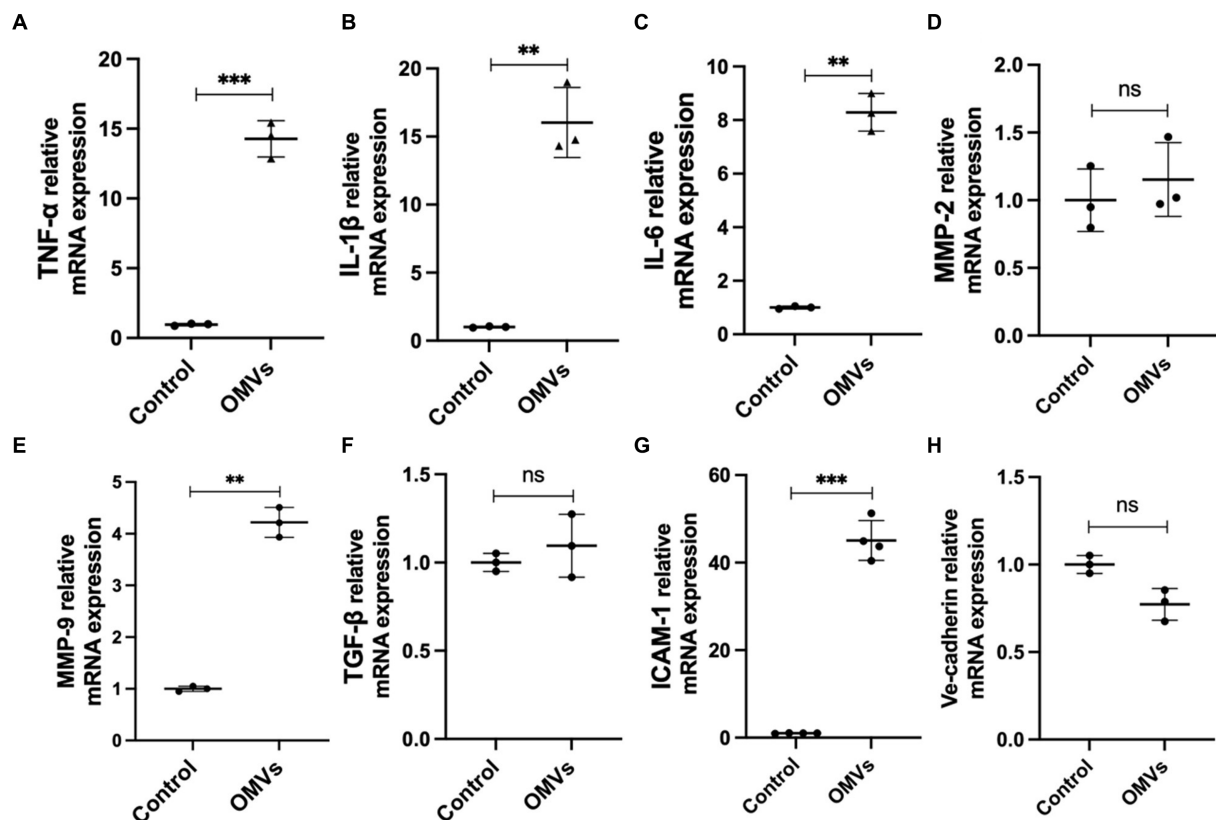 A
TNF-α relative
mRNA expression
20
15
10
5
0
***
Control
OMVs
B
IL-1β relative
mRNA expression
20
15
10
5
0
**
Control
OMVs
C
IL-6 relative
mRNA expression
10
8
6
4
2
0
**
Control
OMVs
D
MMP-2 relative
mRNA expression
2.0
1.5
1.0
0.5
0.0
ns
Control
OMVs
E
MMP-9 relative
mRNA expression
5
4
3
2
1
0
**
Control
OMVs
F
TGF-β relative
mRNA expression
1.5
1.0
0.5
0.0
ns
Control
OMVs
G
ICAM-1 relative
mRNA expression
60
40
20
0
***
Control
OMVs
H
Ve-cadherin relative
mRNA expression
1.5
1.0
0.5
0.0
ns
Control
OMVs